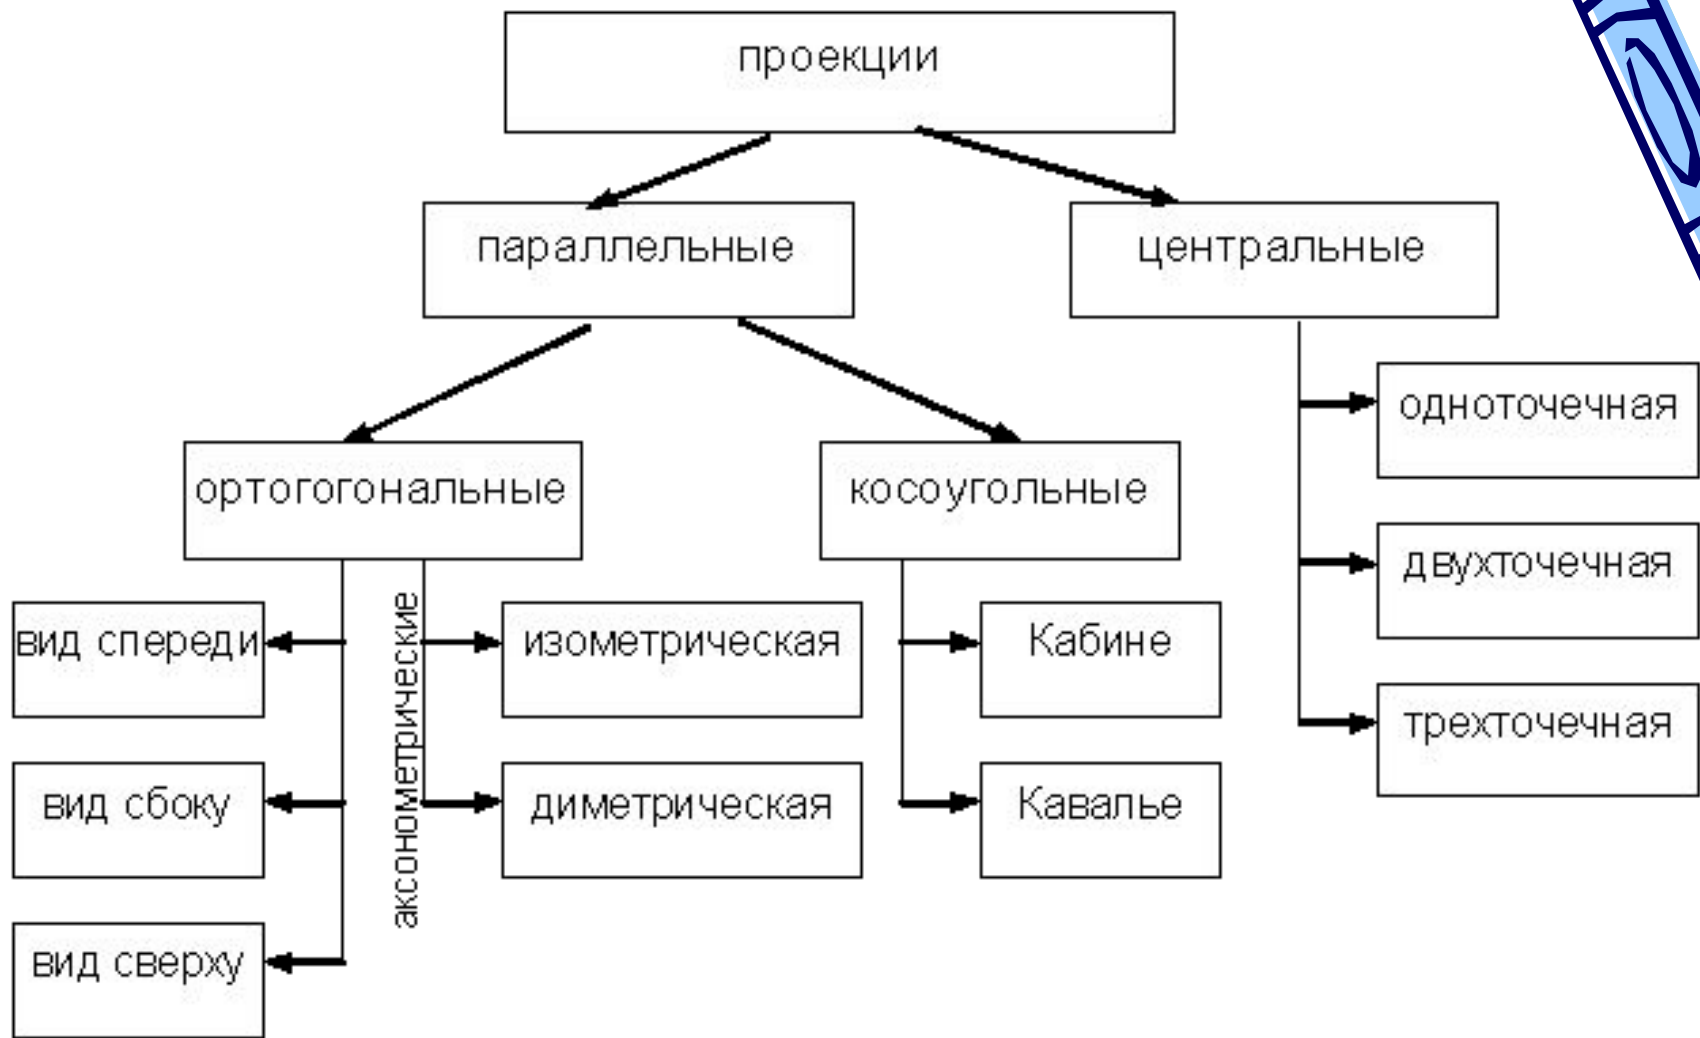 проекции
параллельные
центральные
одноточечная
ортогогональные
косоугольные
двухточечная
аксонометрические
вид спереди
изометрическая
Кабине
трехточечная
вид сбоку
диметрическая
Кавалье
вид сверху